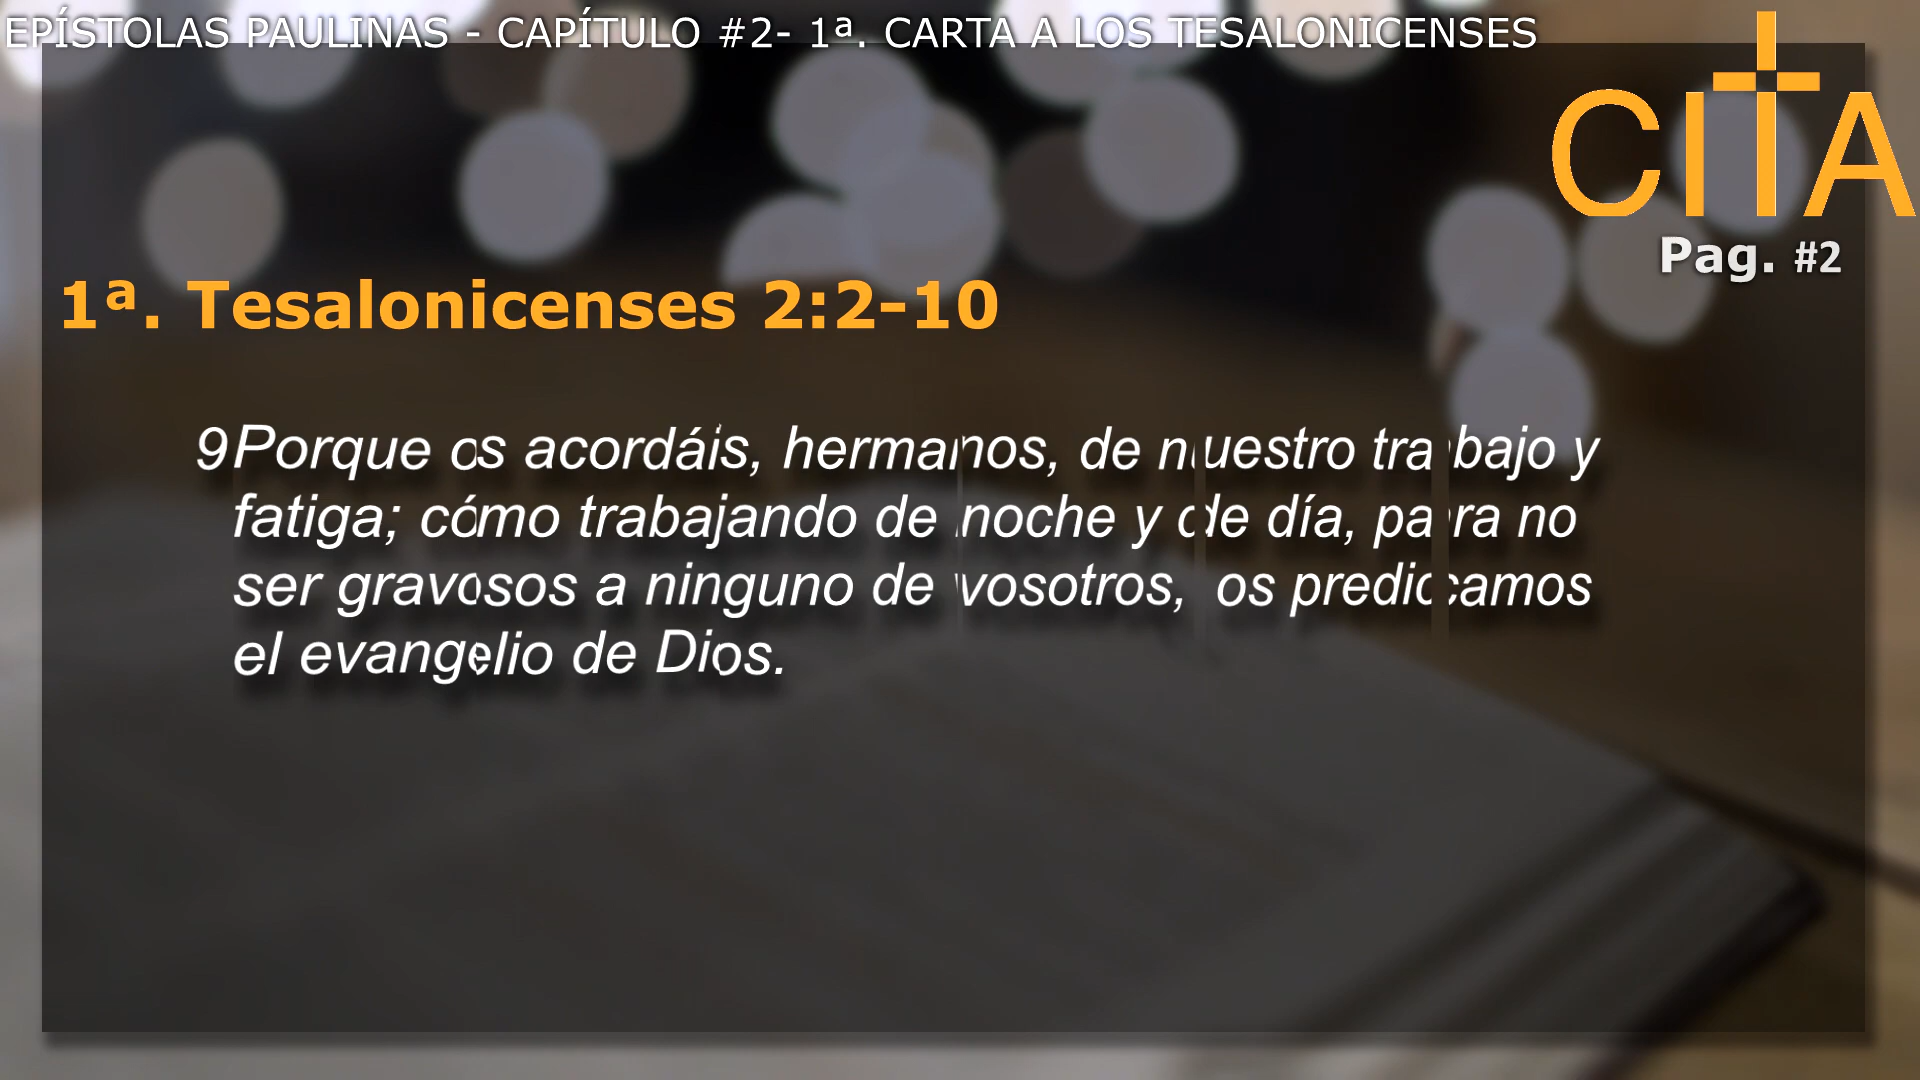 EPÍSTOLAS PAULINAS - CAPÍTULO #2- 1ª. CARTA A LOS TESALONICENSES
CITA
Pag. #2
1ª. Tesalonicenses 2:2-10
9Porque os acordáis, hermanos, de nuestro trabajo y
fatiga; cómo trabajando de noche y de día, para no
ser gravosos a ninguno de vosotros, os predicamos
el evangelio de Dios.